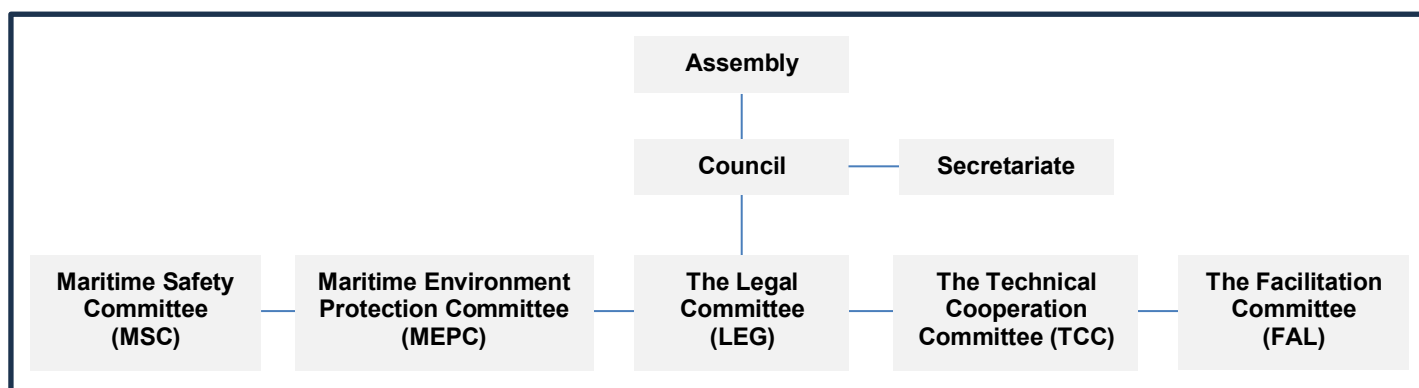 Assembly
Council
Secretariate
Maritime Safety
Committee
(MSC)
Maritime Environment
Protection Committee
(MEPC)
The Legal
Committee
(LEG)
The Technical
Cooperation
Committee (TCC)
The Facilitation
Committee
(FAL)